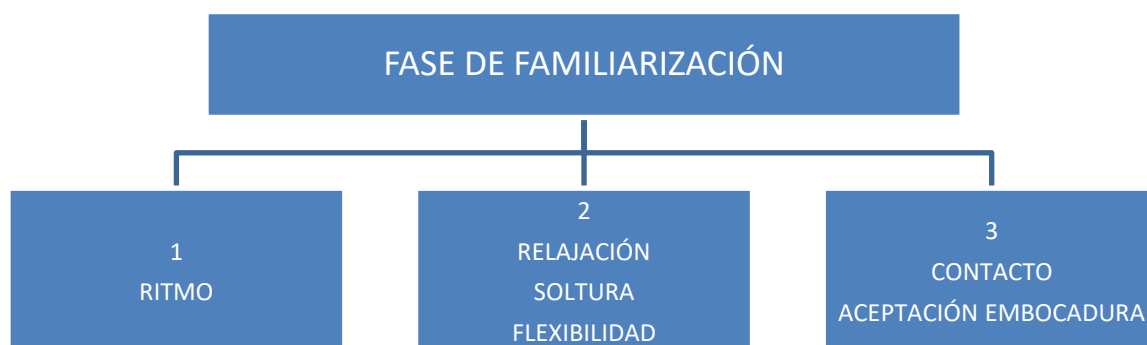 FASE DE FAMILIARIZACIÓN
1
RITMO
2
RELAJACIÓN
SOLTURA
FLEXIBILIDAD
3
CONTACTO
ACEPTACIÓN EMBOCADURA